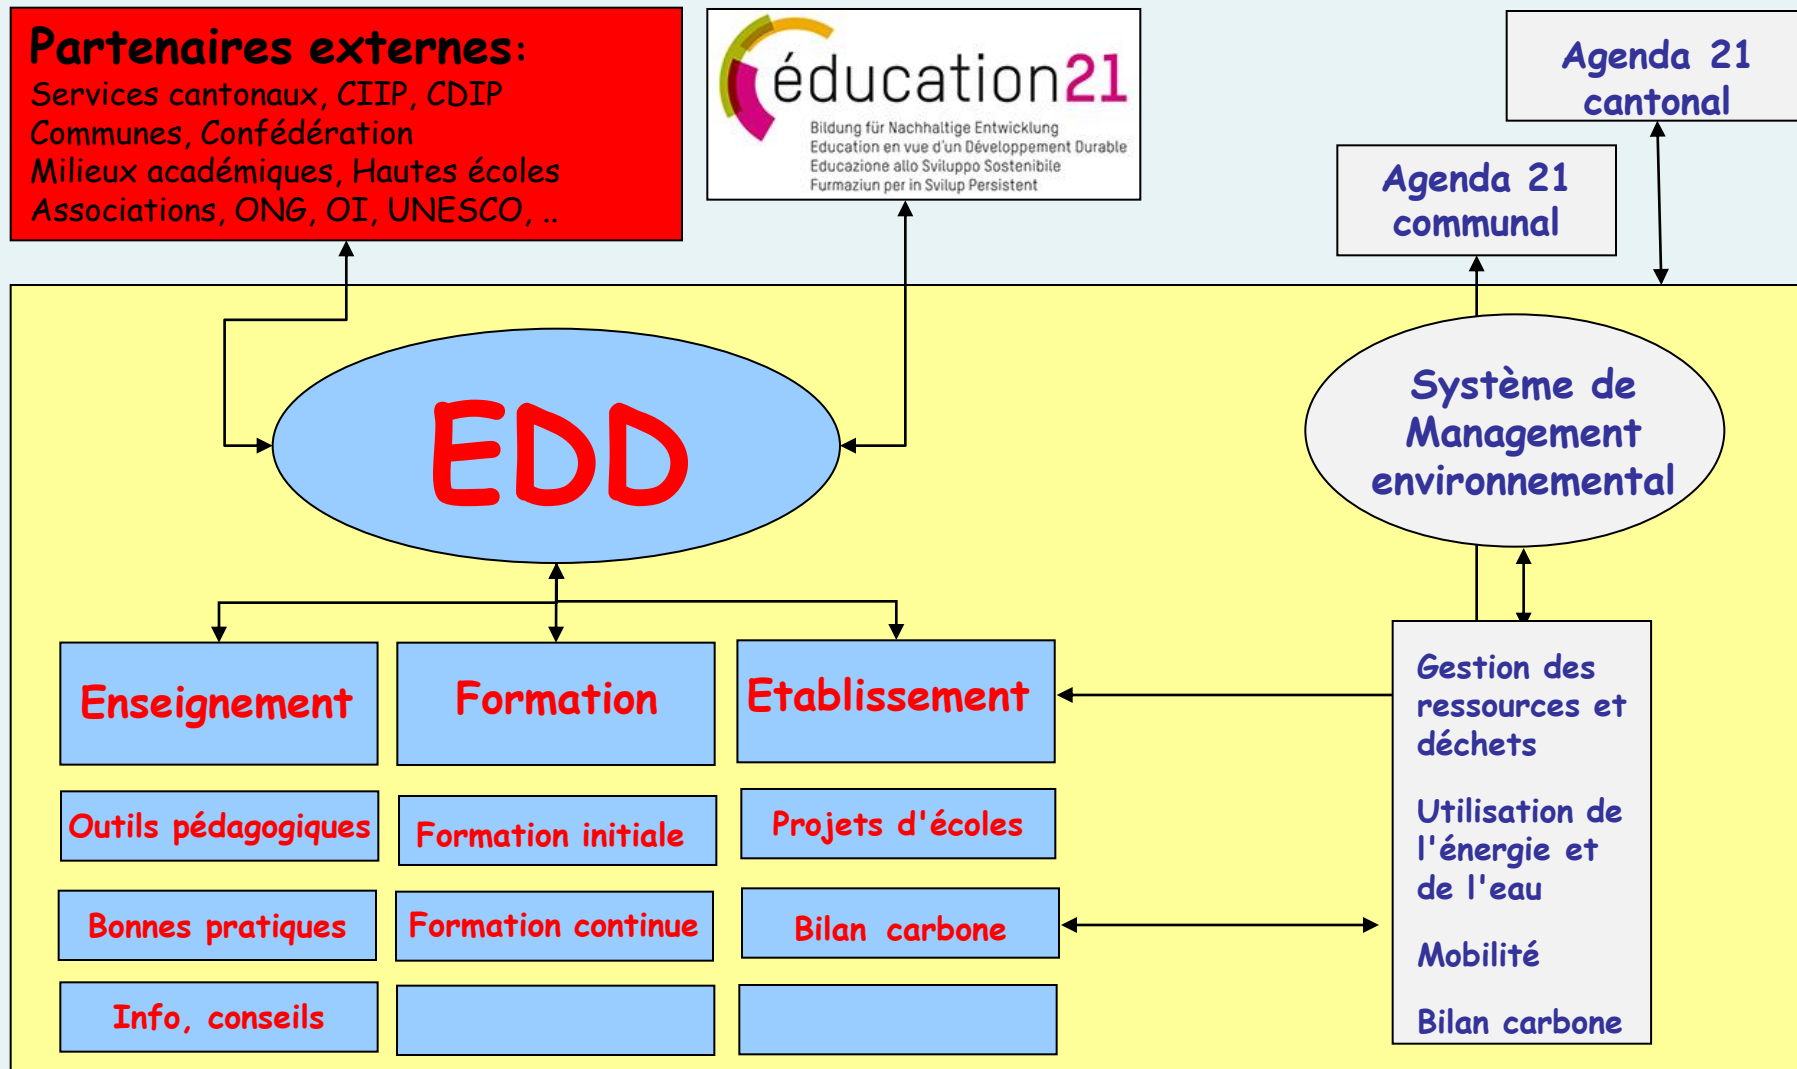 Partenaires externes:
Services cantonaux, CIIP, CDIP
Communes, Confédération
Milieux académiques, Hautes écoles
Associations, ONG, OI, UNESCO, ..
éducation21
Bildung für Nachhaltige Entwicklung
Education en vue d'un Développement Durable
Educazione allo Sviluppo Sostenibile
Furmaziun per in Svilup Persistent
Agenda 21
cantonal
Agenda 21
communal
EDD
Système de
Management
environnemental
Enseignement
Formation
Etablissement
Outils pédagogiques
Formation initiale
Projets d'écoles
Bonnes pratiques
Formation continue
Bilan carbone
Info, conseils
Gestion des
ressources et
déchets
Utilisation de
l'énergie et
de l'eau
Mobilité
Bilan carbone